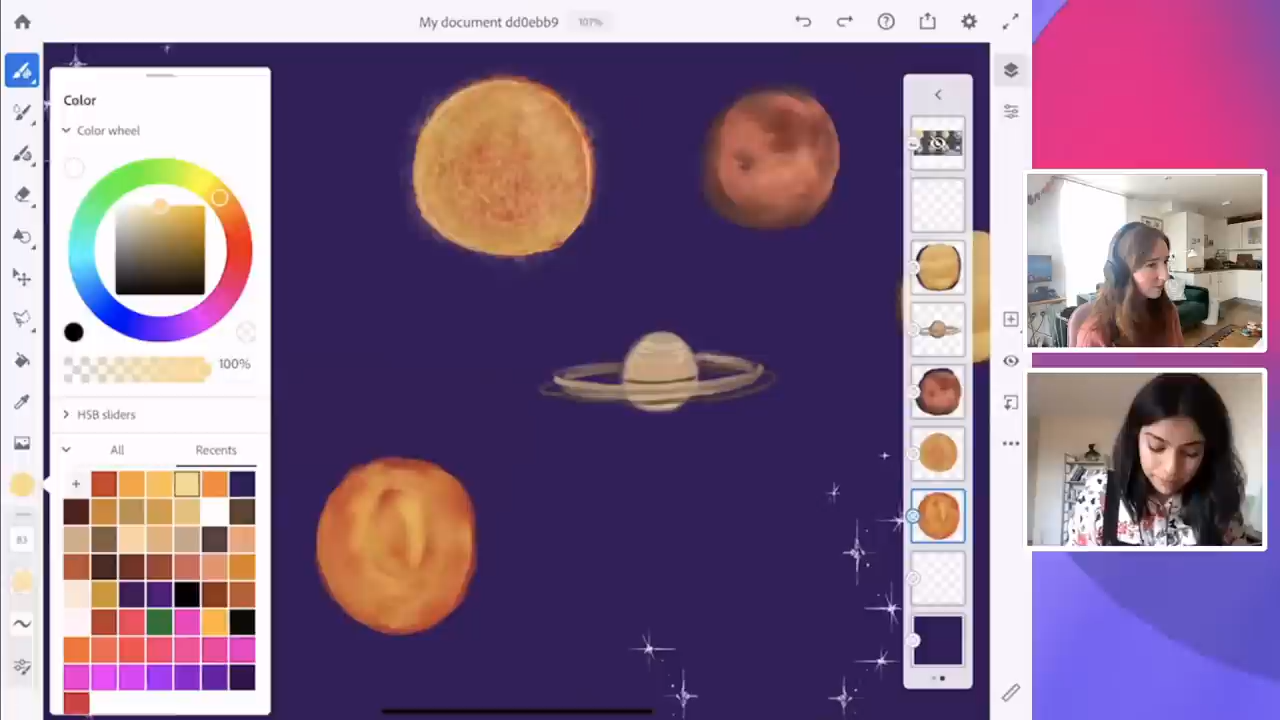 My document dd0ebb9
107%
Color
Color wheel
100%
HSB sliders
All
Recents
83